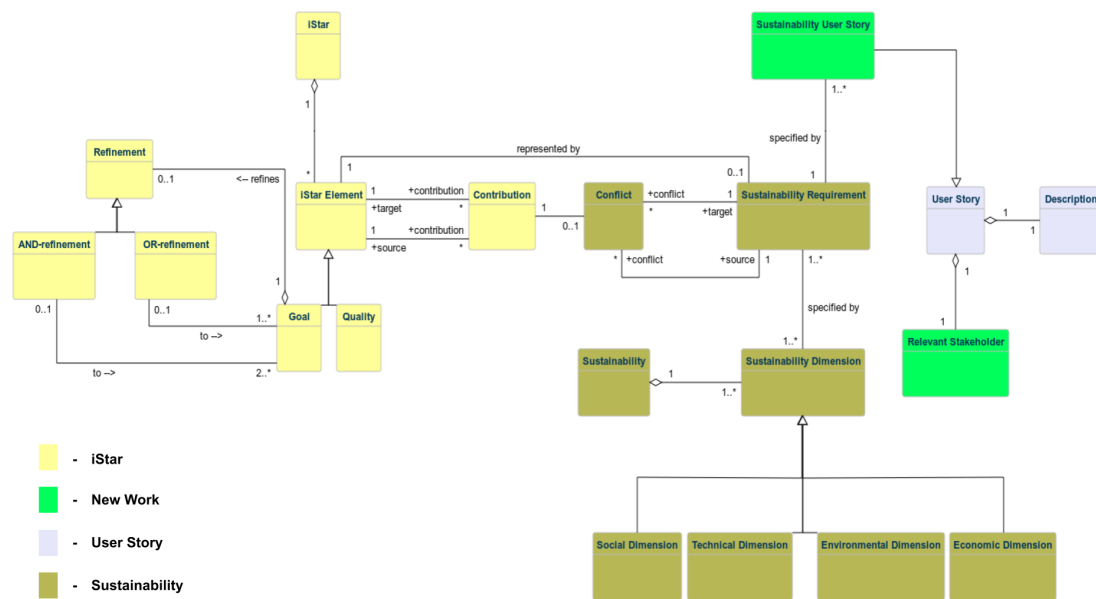 iStar
Sustainability User Story
1
1..*
specified by
Refinement
0..1
<-- refines
represented by
*
1
0..1
1
iStar Element
1
+contribution
+target
*
Contribution
1
0..1
Conflict
+conflict
1
*
+target
Sustainability Requirement
User Story
1
1
Description
1
+contribution
+source
*
*
+conflict
+source
1
1..*
1
AND-refinement
OR-refinement
0..1
0..1
1
1..*
to -->
to -->
2..*
Goal
Quality
specified by
1..*
1
Relevant Stakeholder
Sustainability
1
1..*
Sustainability Dimension
Social Dimension
Technical Dimension
Environmental Dimension
Economic Dimension
- iStar
- New Work
- User Story
- Sustainability